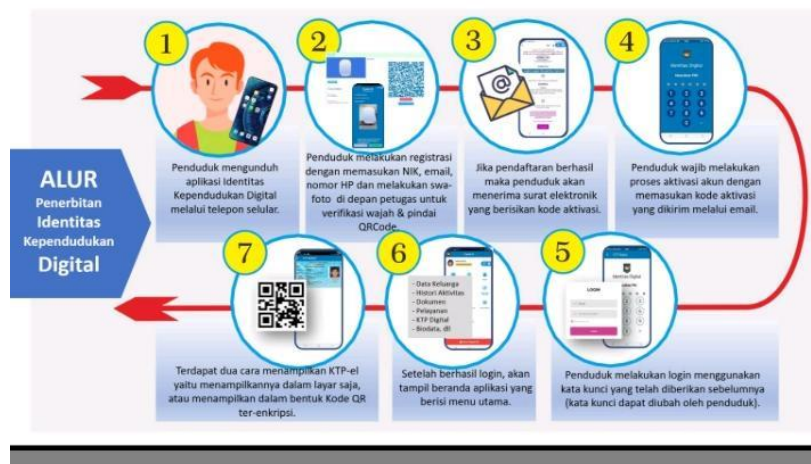 ALUR
Penerbitan
Identitas
Kependudukan
Digital
1
Penduduk mengunduh
aplikasi Identitas
Kependudukan Digital
melalui telepon selular.
2
Penduduk melakukan registrasi
dengan memasukan NIK, email,
nomor HP dan melakukan swa-
foto di depan petugas untuk
verifikasi wajah & pindai
QRCode.
3
Jika pendaftaran berhasil
maka penduduk akan
menerima surat elektronik
yang berisikan kode aktivasi.
4
Identitas Digital
Masukkan PIN
Penduduk wajib melakukan
proses aktivasi akun dengan
memasukan kode aktivasi
yang dikirim melalui email.
5
Identitas Digital
LOGIN
Penduduk melakukan login menggunakan
kata kunci yang telah diberikan sebelumnya
(kata kunci dapat diubah oleh penduduk).
6
- Data Keluarga
- Histori Aktivitas
- Dokumen
- Pelayanan
- KTP Digital
- Biodata, dll
Setelah berhasil login, akan
tampil beranda aplikasi yang
berisi menu utama.
7
Terdapat dua cara menampilkan KTP-el
yaitu menampilkannya dalam layar saja,
atau menampilkan dalam bentuk Kode QR
ter-enkripsi.